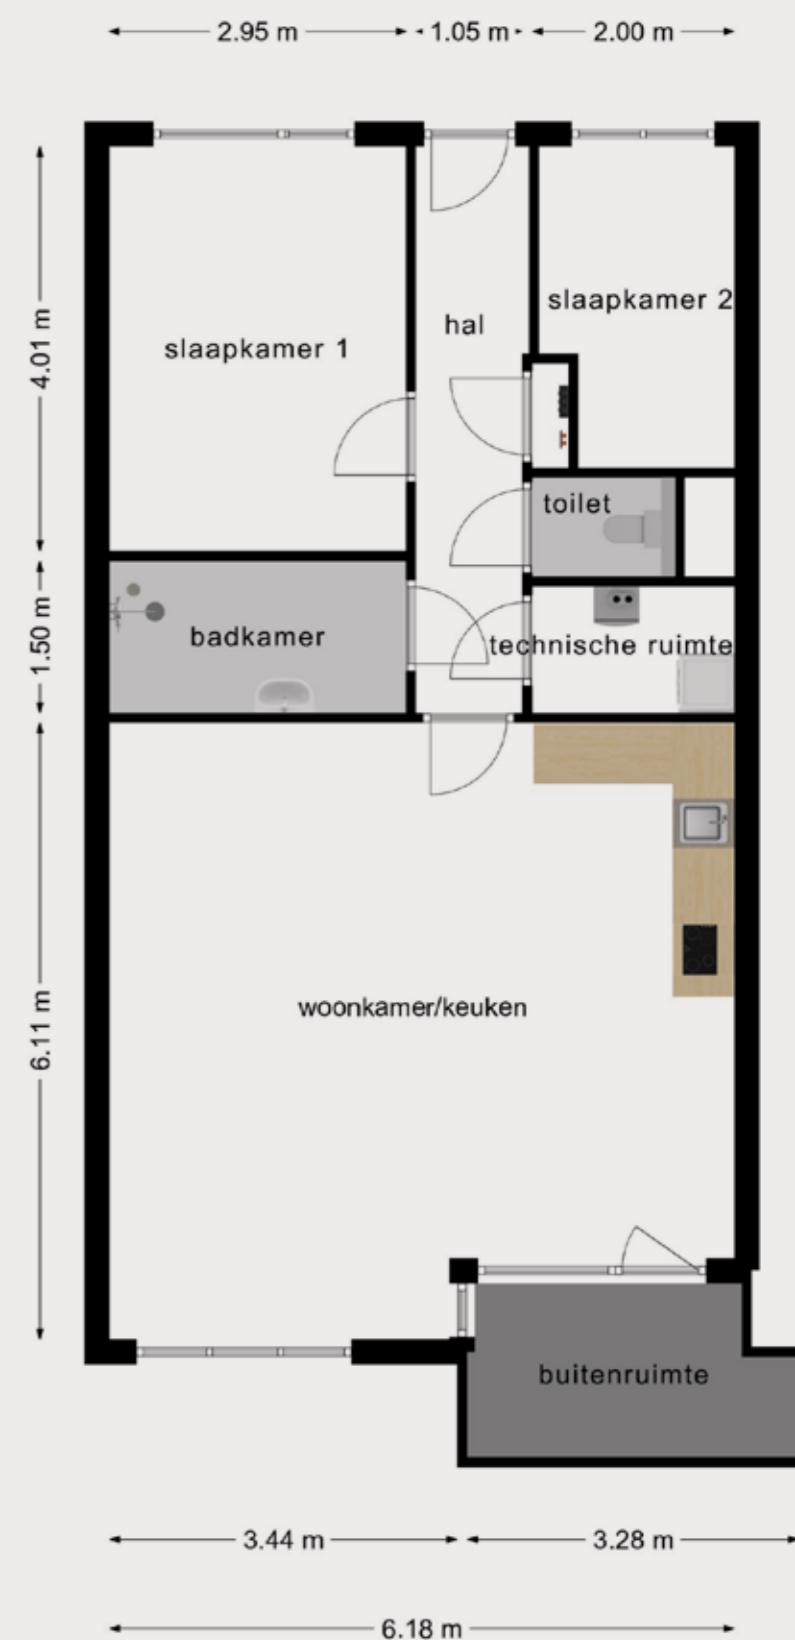 2.95 m
1.05 m
2.00 m
4.01 m
slaapkamer 1
hal
slaapkamer 2
toilet
1.50 m
badkamer
technische ruimte
6.11 m
woonkamer/keuken
buitenruimte
3.44 m
3.28 m
6.18 m